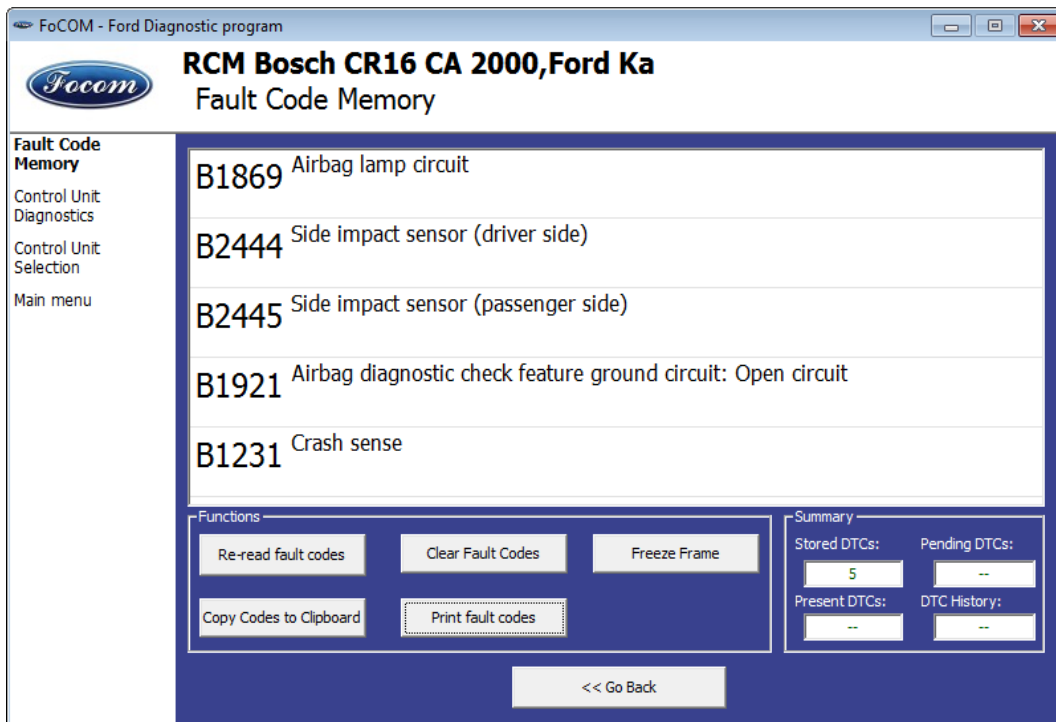 FoCOM - Ford Diagnostic program
Focom
RCM Bosch CR16 CA 2000,Ford Ka
Fault Code Memory
Fault Code
Memory
Control Unit
Diagnostics
Control Unit
Selection
Main menu
B1869 Airbag lamp circuit
B2444 Side impact sensor (driver side)
B2445 Side impact sensor (passenger side)
B1921 Airbag diagnostic check feature ground circuit: Open circuit
B1231 Crash sense
Functions
Re-read fault codes
Clear Fault Codes
Freeze Frame
Copy Codes to Clipboard
Print fault codes
Summary
Stored DTCs: Pending DTCs:
5 --
Present DTCs: DTC History:
-- --
<< Go Back